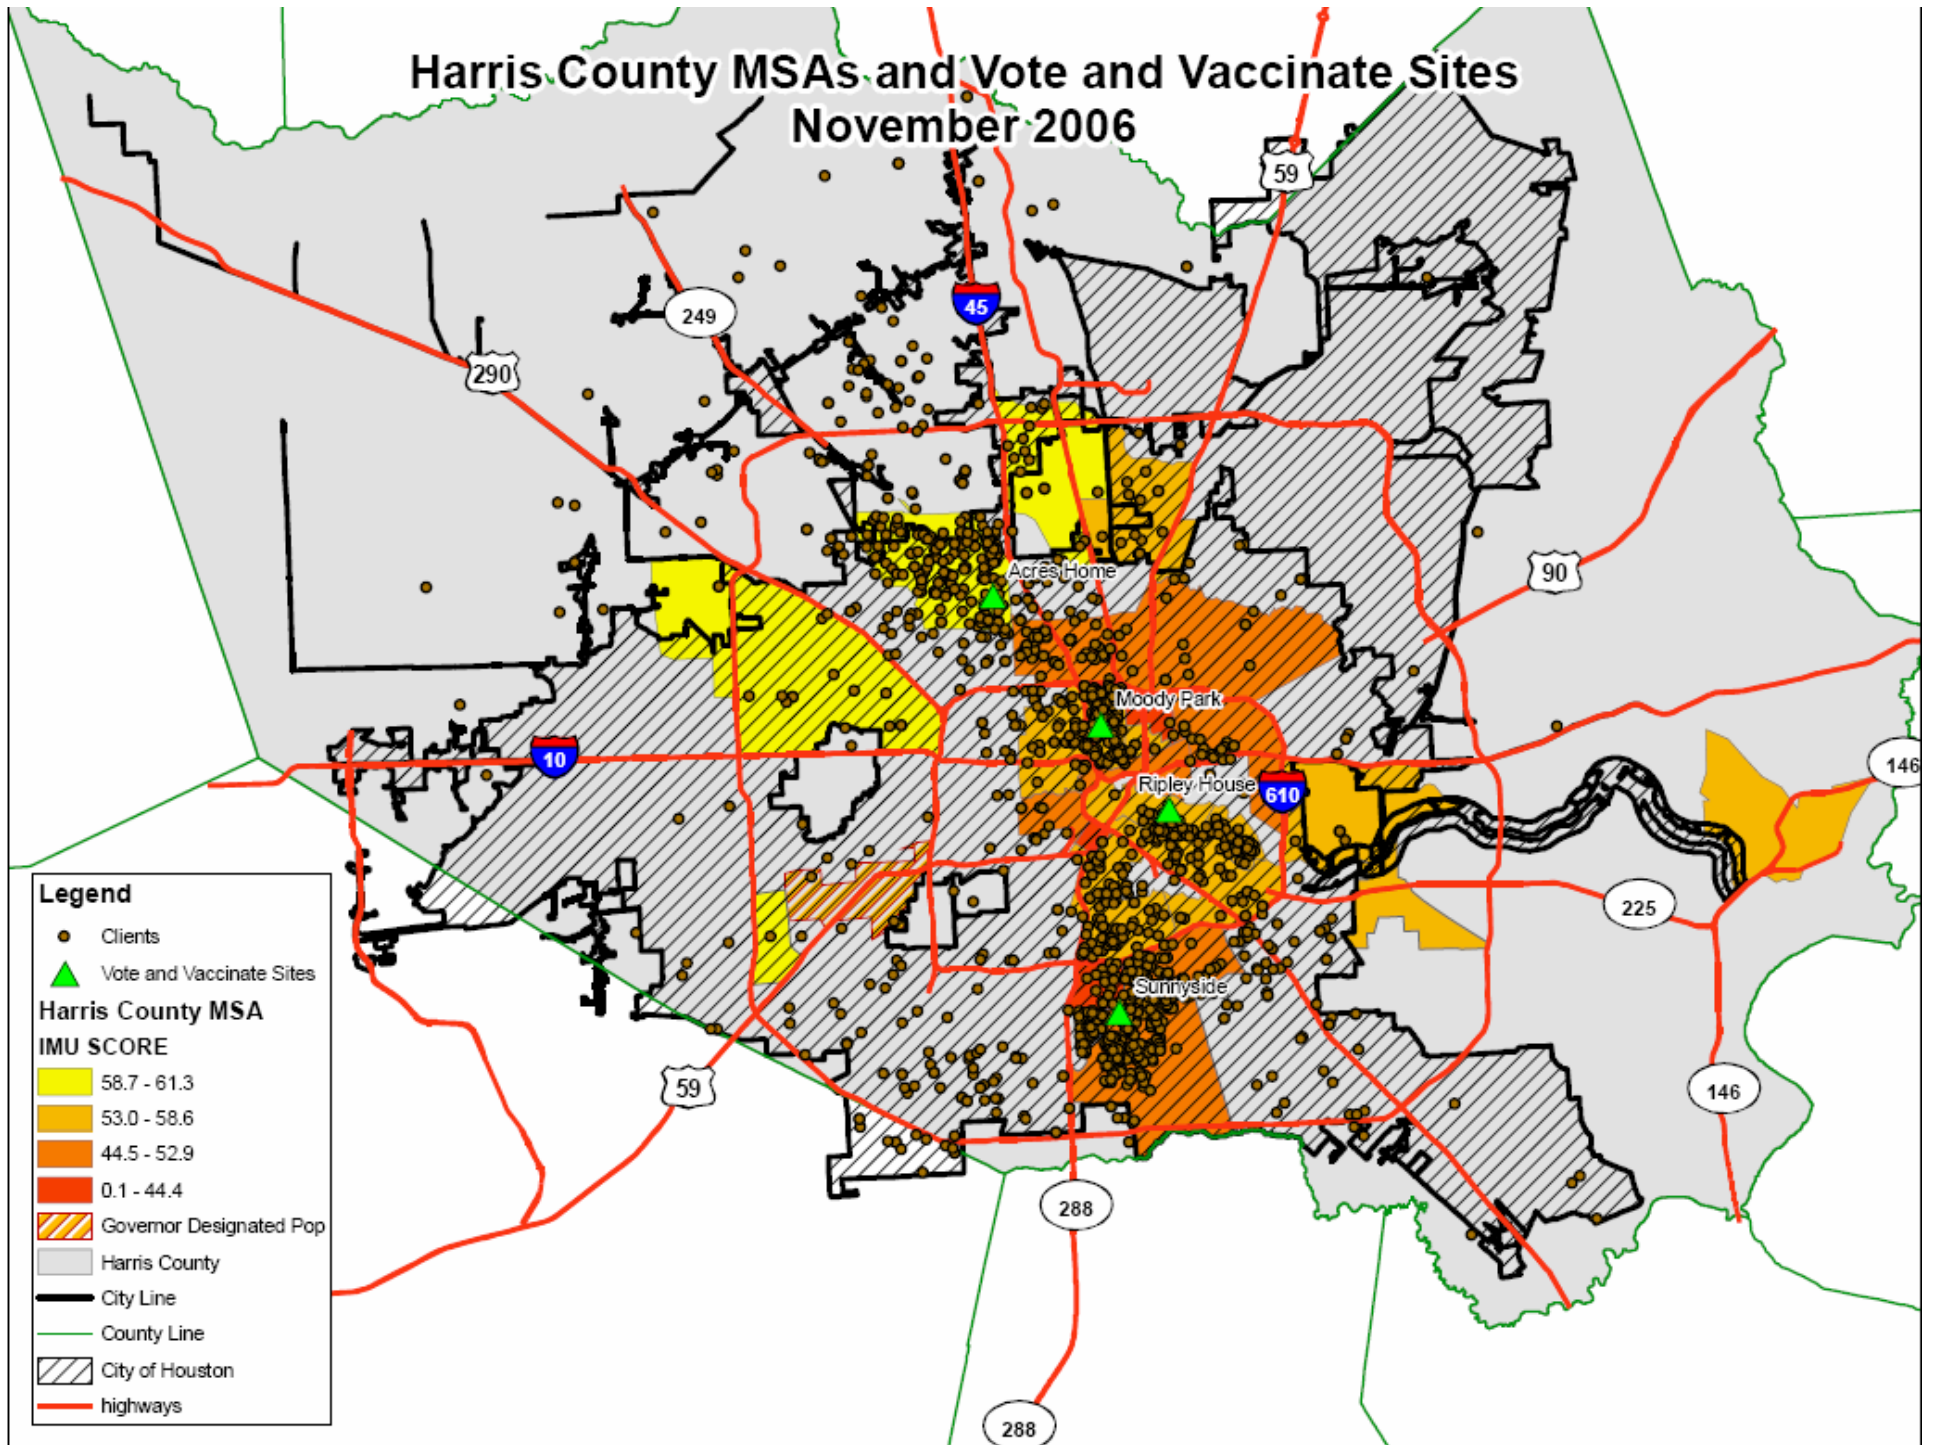 Harris County MSAs and Vote and Vaccinate Sites
November 2006
59
45
249
290
90
Acres Home
Moody Park
10
146
Ripley House
610
225
Sunnyside
59
146
288
288
Legend
Clients
Vote and Vaccinate Sites
Harris County MSA
IMU SCORE
58.7 - 61.3
53.0 - 58.6
44.5 - 52.9
0.1 - 44.4
Governor Designated Pop
Harris County
City Line
County Line
City of Houston
highways